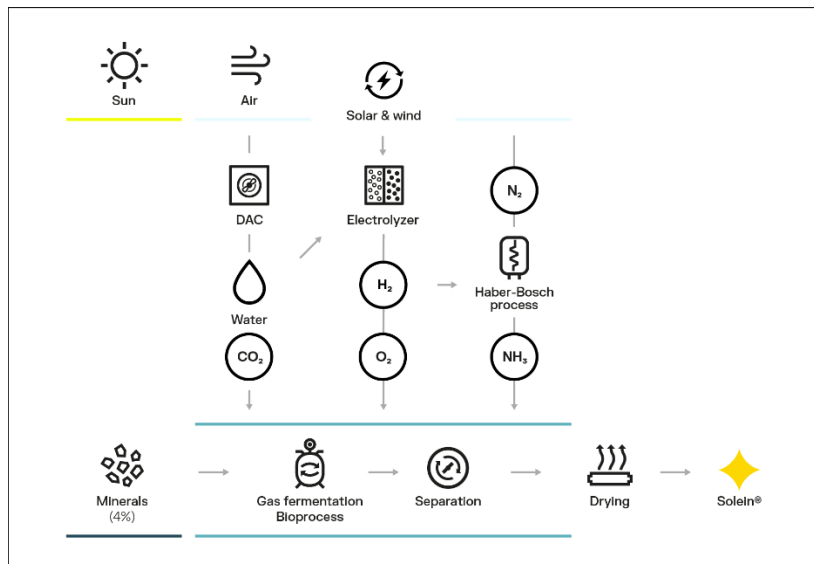 Sun
Air
Solar & wind
DAC
Electrolyzer
N₂
Water
H₂
Haber-Bosch
process
CO₂
O₂
NH₃
Minerals
(4%)
Gas fermentation
Bioprocess
Separation
Drying
Solein®